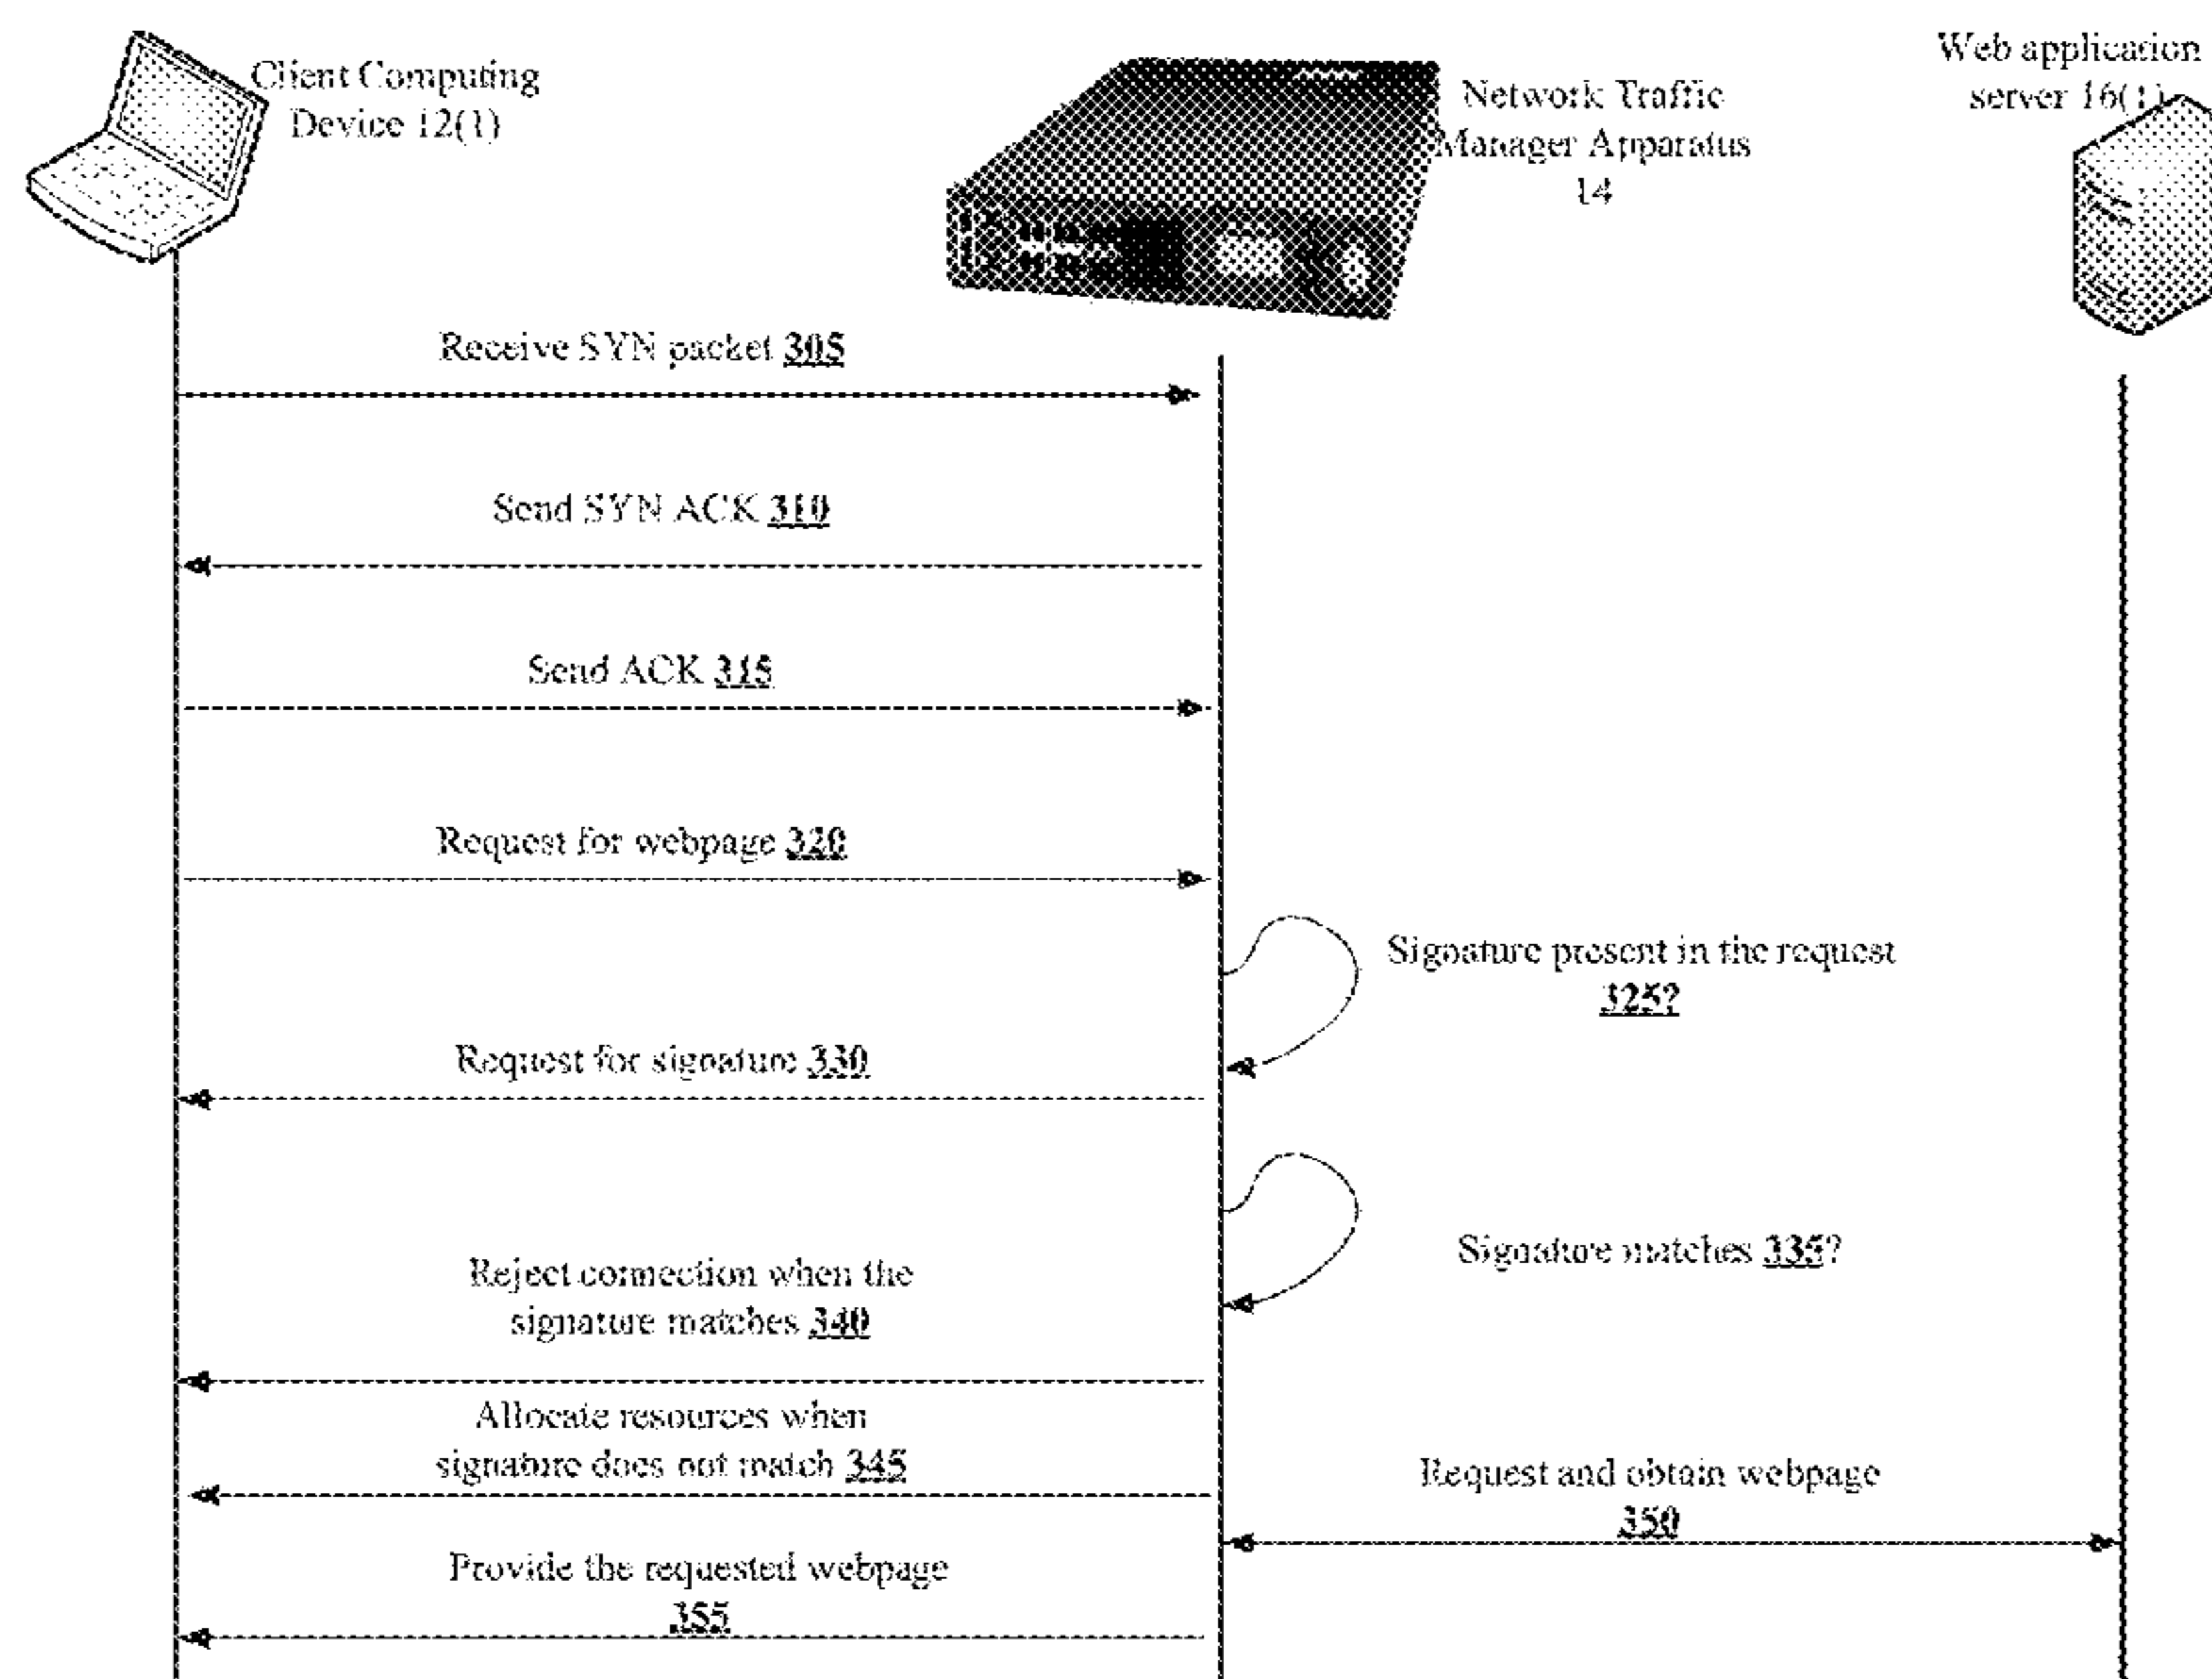 Client Computing
Device 12(1)
Network Traffic
Manager Apparatus
14
Web application
server 16(1)
Receive SYN packet 305
Send SYN ACK 310
Send ACK 315
Request for webpage 320
Signature present in the request
325?
Request for signature 330
Signature matches 335?
Reject connection when the
signature matches 340
Allocate resources when
signature does not match 345
Request and obtain webpage
350
Provide the requested webpage
355